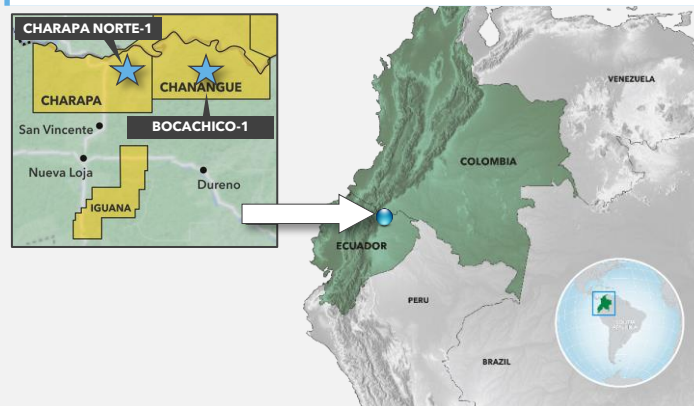 CHARAPA NORTE-1
CHARAPA
CHANANGUE
BOCACHICO-1
San Vincente
Nueva Loja
Dureno
IGUANA
VENEZUELA
COLOMBIA
ECUADOR
PERU
BRAZIL